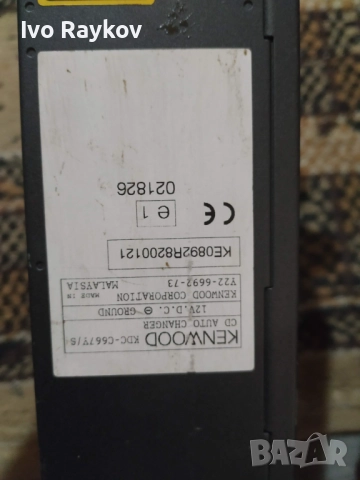 Ivo Raykov
KENWOOD KDC-C667Y/S
CD AUTO CHANGER
12V.D.C. ⊖ GROUND
KENWOOD CORPORATION MADE IN MALAYSIA
Y22-6692-73
KE0892R8200121
e1 CE
021826
BAZAR